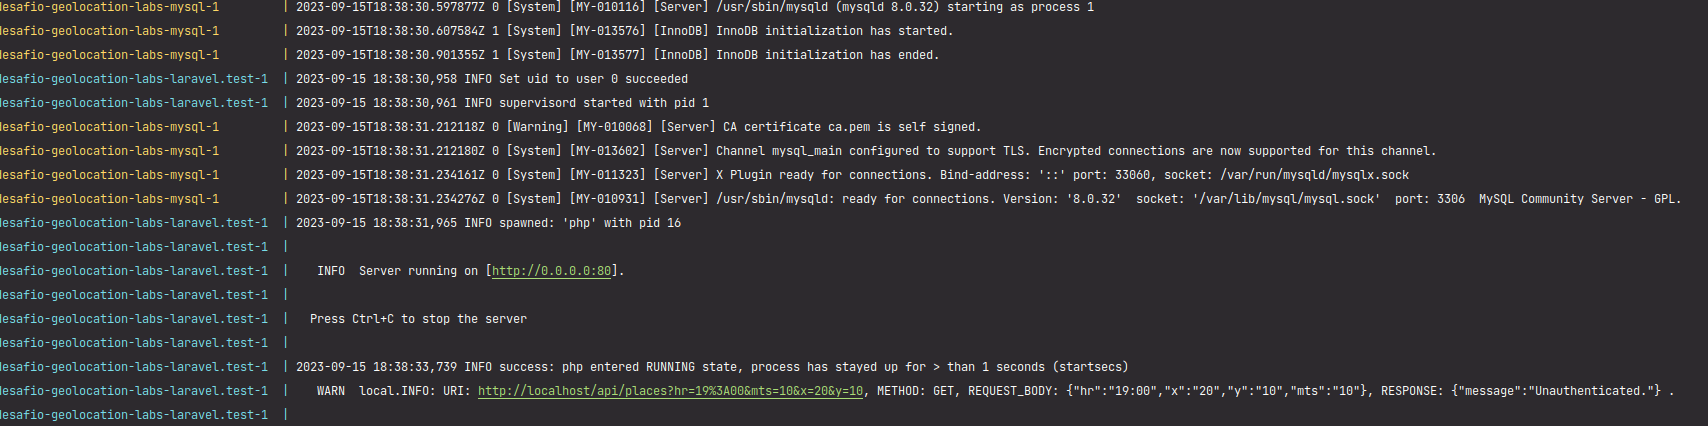 desafio-geolocation-labs-mysql-1 | 2023-09-15T18:38:30.597877Z 0 [System] [MY-010116] [Server] /usr/sbin/mysqld (mysqld 8.0.32) starting as process 1
desafio-geolocation-labs-mysql-1 | 2023-09-15T18:38:30.607584Z 1 [System] [MY-013576] [InnoDB] InnoDB initialization has started.
desafio-geolocation-labs-mysql-1 | 2023-09-15T18:38:30.901355Z 1 [System] [MY-013577] [InnoDB] InnoDB initialization has ended.
desafio-geolocation-labs-laravel.test-1 | 2023-09-15 18:38:30,958 INFO Set uid to user 0 succeeded
desafio-geolocation-labs-laravel.test-1 | 2023-09-15 18:38:30,961 INFO supervisord started with pid 1
desafio-geolocation-labs-mysql-1 | 2023-09-15T18:38:31.212118Z 0 [Warning] [MY-010068] [Server] CA certificate ca.pem is self signed.
desafio-geolocation-labs-mysql-1 | 2023-09-15T18:38:31.212180Z 0 [System] [MY-013602] [Server] Channel mysql_main configured to support TLS. Encrypted connections are now supported for this channel.
desafio-geolocation-labs-mysql-1 | 2023-09-15T18:38:31.234161Z 0 [System] [MY-011323] [Server] X Plugin ready for connections. Bind-address: '::' port: 33060, socket: /var/run/mysqld/mysqlx.sock
desafio-geolocation-labs-mysql-1 | 2023-09-15T18:38:31.234276Z 0 [System] [MY-010931] [Server] /usr/sbin/mysqld: ready for connections. Version: '8.0.32'  socket: '/var/lib/mysql/mysql.sock'  port: 3306  MySQL Community Server - GPL.
desafio-geolocation-labs-laravel.test-1 | 2023-09-15 18:38:31,965 INFO spawned: 'php' with pid 16
desafio-geolocation-labs-laravel.test-1 |
desafio-geolocation-labs-laravel.test-1 |    INFO  Server running on [http://0.0.0.0:80].
desafio-geolocation-labs-laravel.test-1 |
desafio-geolocation-labs-laravel.test-1 |   Press Ctrl+C to stop the server
desafio-geolocation-labs-laravel.test-1 |
desafio-geolocation-labs-laravel.test-1 | 2023-09-15 18:38:33,739 INFO success: php entered RUNNING state, process has stayed up for > than 1 seconds (startsecs)
desafio-geolocation-labs-laravel.test-1 |    WARN  local.INFO: URI: http://localhost/api/places?hr=19%3A00&mts=10&x=20&y=10, METHOD: GET, REQUEST_BODY: {"hr":"19:00","x":"20","y":"10","mts":"10"}, RESPONSE: {"message":"Unauthenticated."} .
desafio-geolocation-labs-laravel.test-1 |